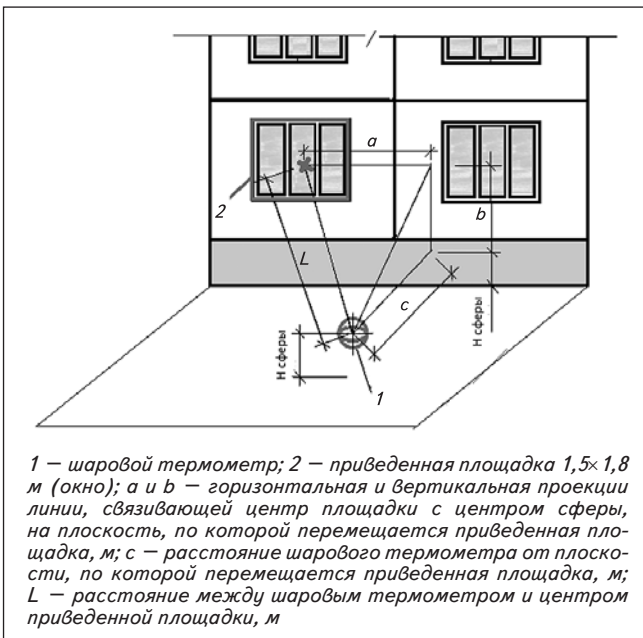 a
2
b
L
c
Н сферы
Н сферы
1
1 — шаровой термометр; 2 — приведенная площадка 1,5×1,8
м (окно); a и b — горизонтальная и вертикальная проекции
линии, связивающей центр площадки с центром сферы,
на плоскость, по которой перемещается приведенная пло-
щадка, м; c — расстояние шарового термометра от плоско-
сти, по которой перемещается приведенная площадка, м;
L — расстояние между шаровым термометром и центром
приведенной площадки, м